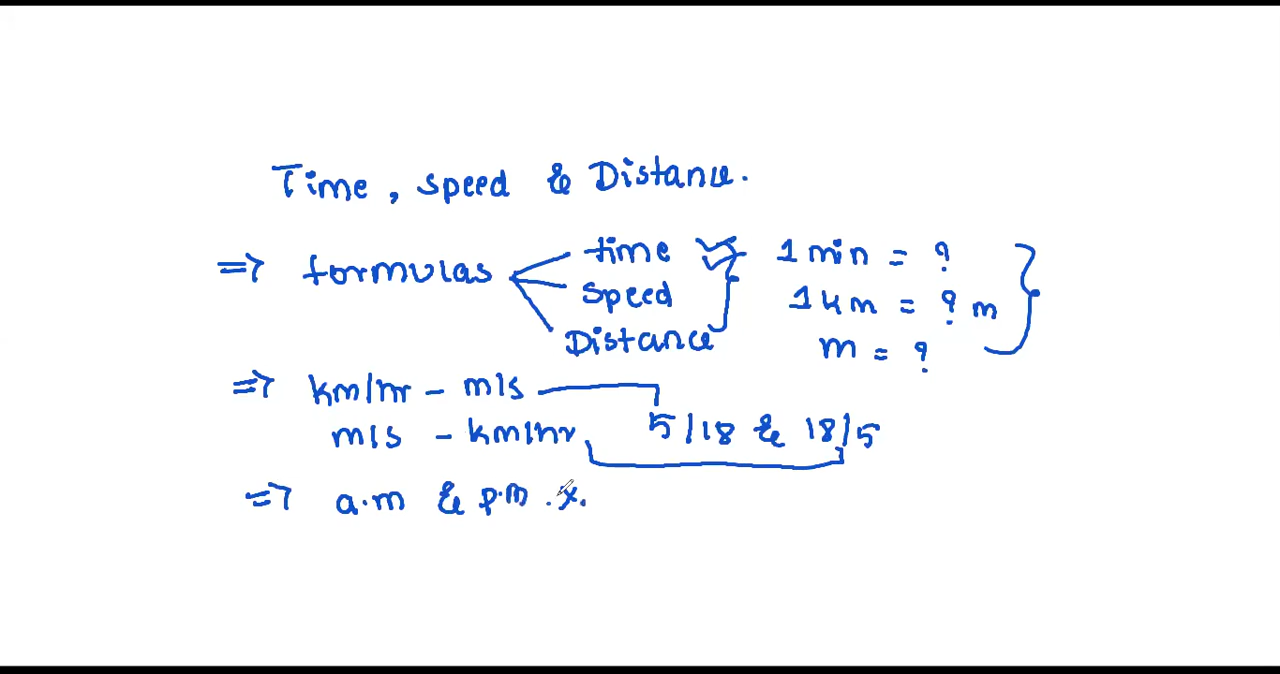 Time, speed & Distance.
=> formulas
time 1 min = ?
speed 1 km = ? m
Distance m = ?
=> km/hr - m/s
m/s - km/hr 5/18 & 18/5
=> a.m & p.m .x.